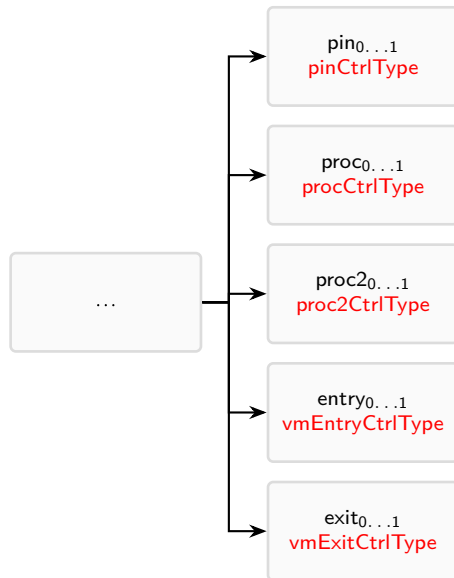 pin0...1
pinCtrlType
proc0...1
procCtrlType
...
proc20...1
proc2CtrlType
entry0...1
vmEntryCtrlType
exit0...1
vmExitCtrlType